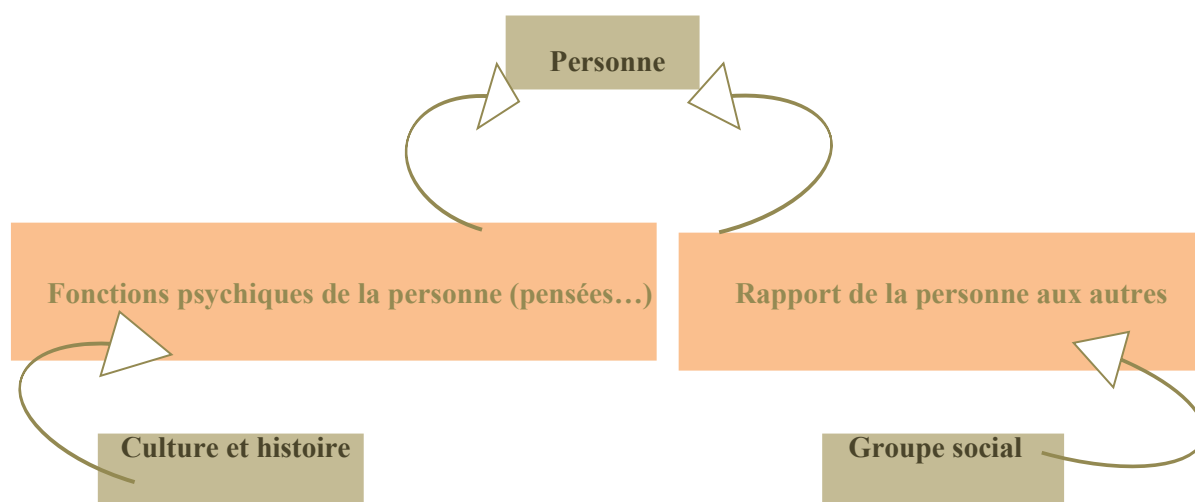 Personne
Fonctions psychiques de la personne (pensées…)
Rapport de la personne aux autres
Culture et histoire
Groupe social